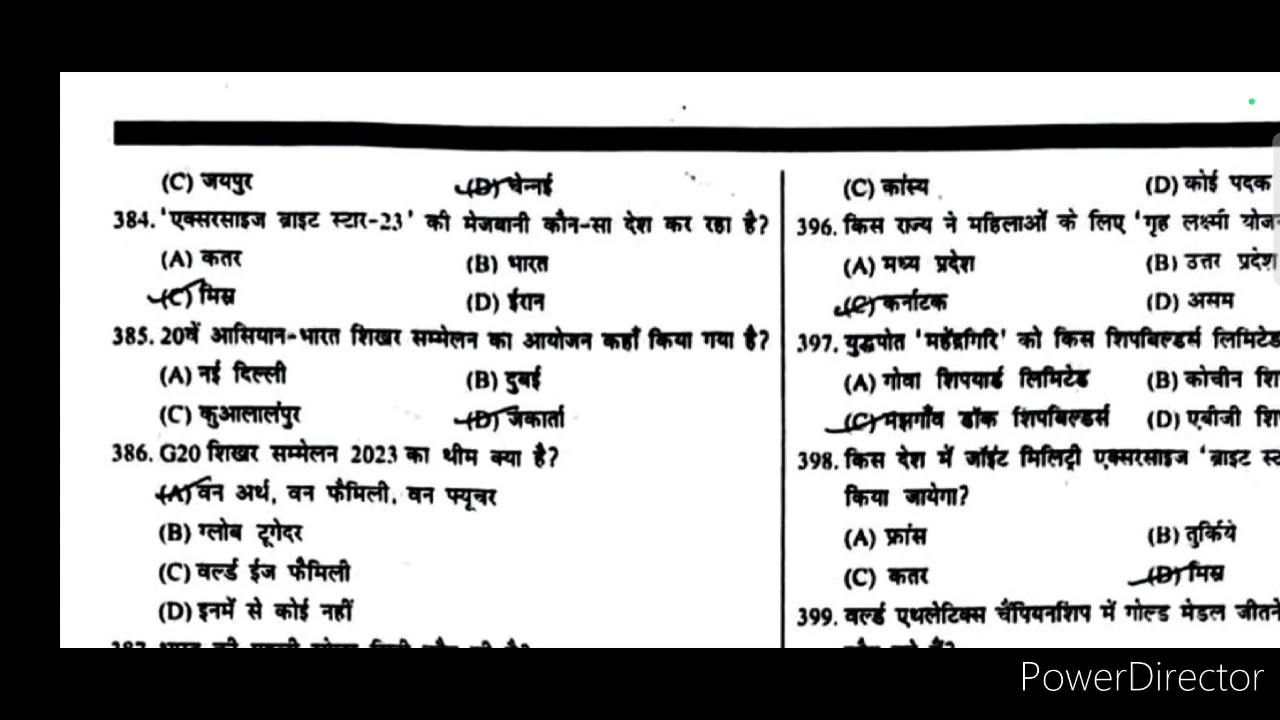 (C) जयपुर (D) चेन्नई
384. 'एक्सरसाइज ब्राइट स्टार-23' की मेजबानी कौन-सा देश कर रहा है?
(A) कतर (B) भारत
(C) मिस्र (D) ईरान
385. 20वें आसियान-भारत शिखर सम्मेलन का आयोजन कहाँ किया गया है?
(A) नई दिल्ली (B) दुबई
(C) कुआलालंपुर (D) जकार्ता
386. G20 शिखर सम्मेलन 2023 का थीम क्या है?
(A) वन अर्थ, वन फैमिली, वन फ्यूचर
(B) ग्लोब टूगेदर
(C) वर्ल्ड ईज फैमिली
(D) इनमें से कोई नहीं
(C) कांस्य (D) कोई पदक
396. किस राज्य ने महिलाओं के लिए 'गृह लक्ष्मी
(A) मध्य प्रदेश (B) उत्तर प्रदेश
(C) कर्नाटक (D) असम
397. युद्धपोत 'महेंद्रगिरि' को किस शिपबिल्डर्स लिमिटेड
(A) गोवा शिपयार्ड लिमिटेड (B) कोचीन
(C) मझगाँव डॉक शिपबिल्डर्स (D) एबीजी
398. किस देश में जॉइंट मिलिट्री एक्सरसाइज 'ब्राइट
किया जायेगा?
(A) फ्रांस (B) तुर्किये
(C) कतर (D) मिस्र
399. वर्ल्ड एथलेटिक्स चैंपियनशिप में गोल्ड मेडल जीतने
PowerDirector